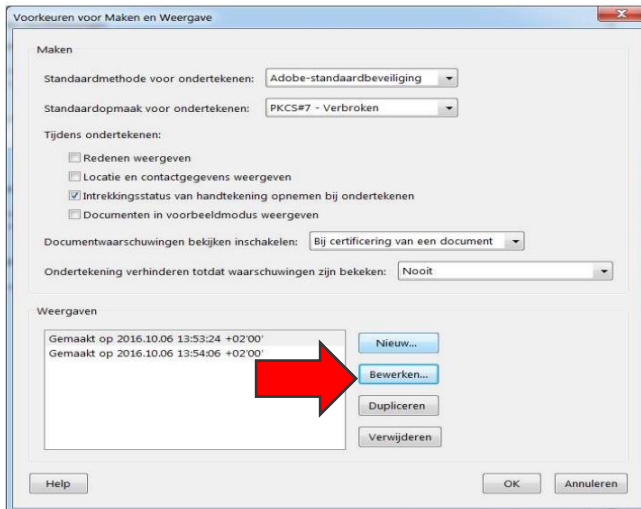 Voorkeuren voor Maken en Weergave
Maken
Standaardmethode voor ondertekenen: Adobe-standaardbeveiliging
Standaardopmaak voor ondertekenen: PKCS#7 - Verbroken
Tijdens ondertekenen:
Redenen weergeven
Locatie en contactgegevens weergeven
Intrekkingsstatus van handtekening opnemen bij ondertekenen
Documenten in voorbeeldmodus weergeven
Documentwaarschuwingen bekijken inschakelen: Bij certificering van een document
Ondertekening verhinderen totdat waarschuwingen zijn bekeken: Nooit
Weergaven
Gemaakt op 2016.10.06 13:53:24 +02'00'
Gemaakt op 2016.10.06 13:54:06 +02'00'
Nieuw...
Bewerken...
Dupliceren
Verwijderen
Help
OK
Annuleren